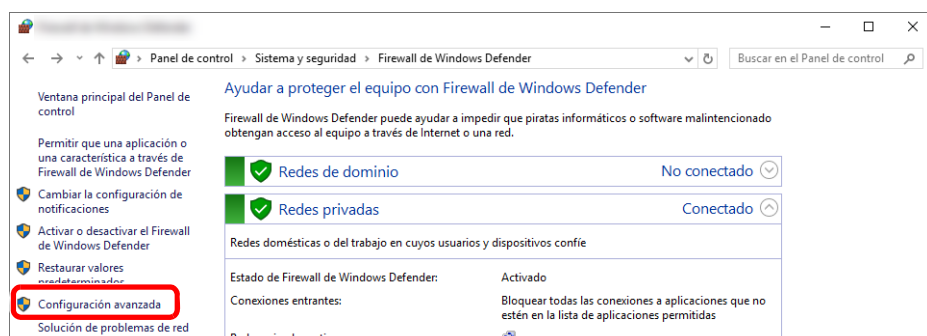 Panel de control > Sistema y seguridad > Firewall de Windows Defender
Buscar en el Panel de control
Ventana principal del Panel de
control
Permitir que una aplicación o
una característica a través de
Firewall de Windows Defender
Cambiar la configuración de
notificaciones
Activar o desactivar el Firewall
de Windows Defender
Restaurar valores
predeterminados
Configuración avanzada
Solución de problemas de red
Ayudar a proteger el equipo con Firewall de Windows Defender
Firewall de Windows Defender puede ayudar a impedir que piratas informáticos o software malintencionado
obtengan acceso al equipo a través de Internet o una red.
Redes de dominio No conectado
Redes privadas Conectado
Redes domésticas o del trabajo en cuyos usuarios y dispositivos confíe
Estado de Firewall de Windows Defender: Activado
Conexiones entrantes: Bloquear todas las conexiones a aplicaciones que no
estén en la lista de aplicaciones permitidas